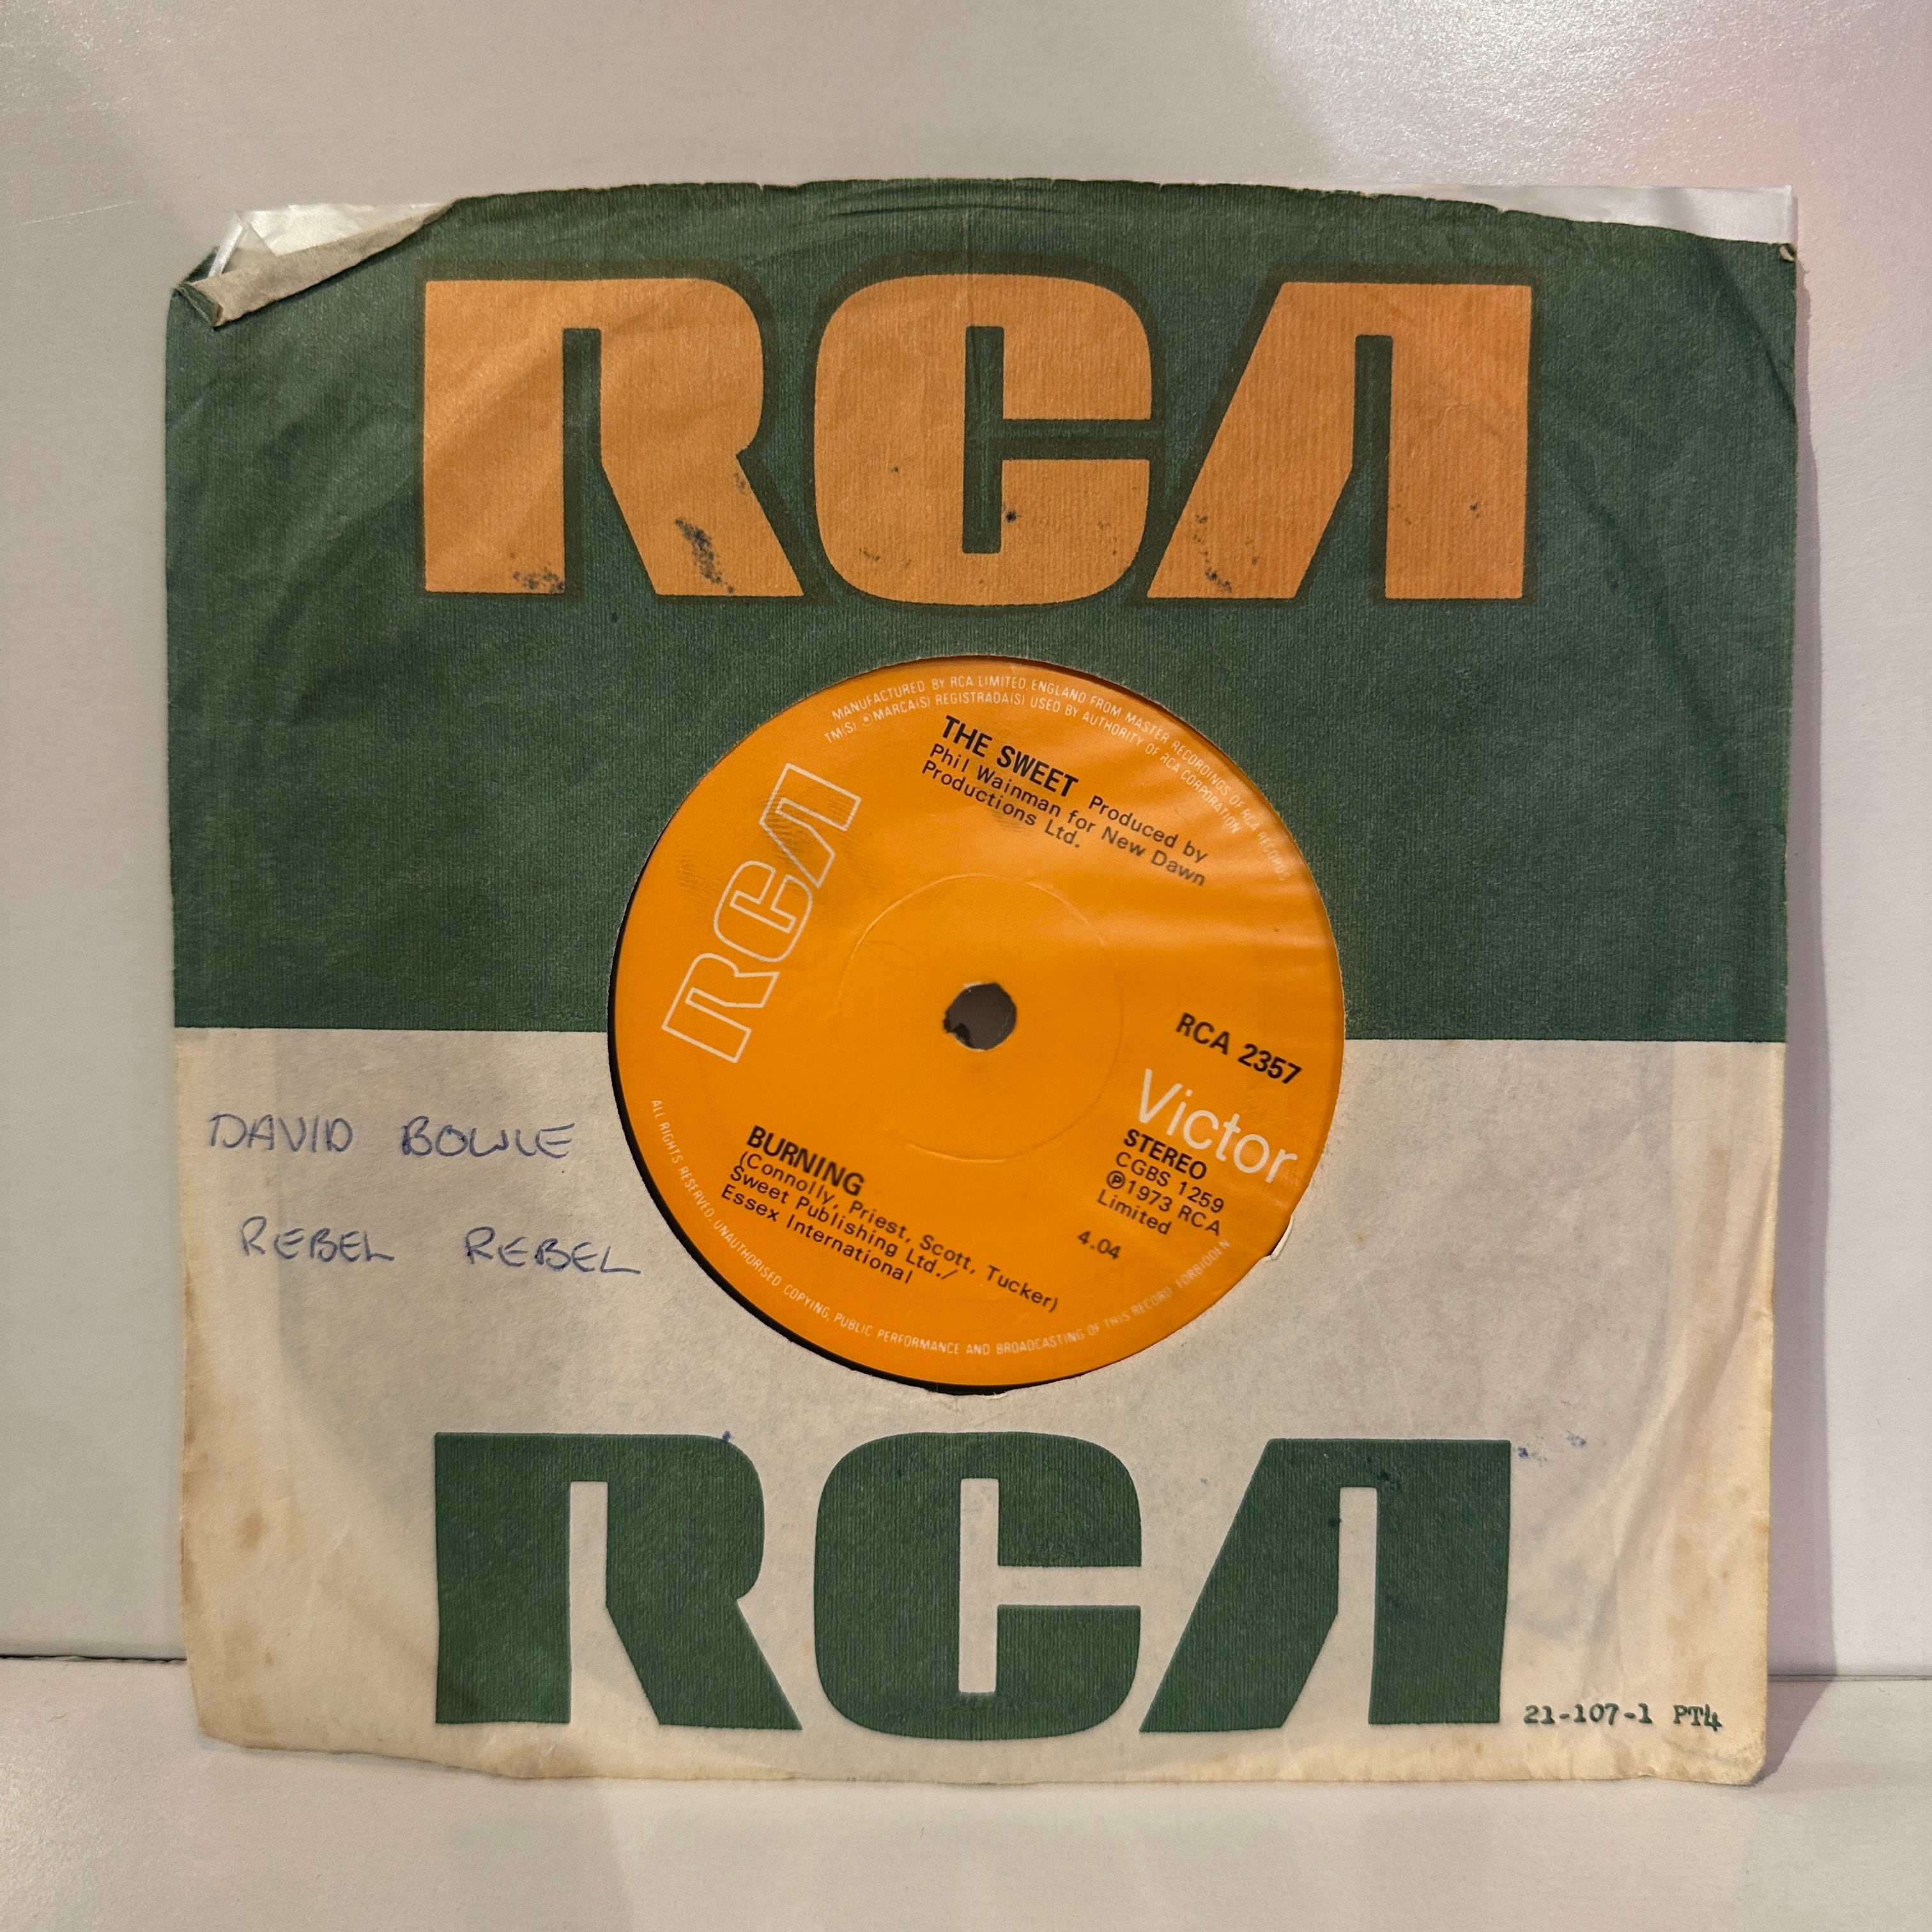 RCA
MANUFACTURED BY RCA LIMITED ENGLAND FROM MASTER RECORDINGS OF RCA RECORDS
TM(S) ® MARCA(S) REGISTRADA(S) USED BY AUTHORITY OF RCA CORPORATION
THE SWEET Produced by
Phil Wainman for New Dawn
Productions Ltd.
RCA
RCA 2357
Victor
STEREO
CGBS 1259
℗1973 RCA
Limited
4.04
BURNING
(Connolly, Priest, Scott, Tucker)
Sweet Publishing Ltd./
Essex International
ALL RIGHTS RESERVED. UNAUTHORISED COPYING, PUBLIC PERFORMANCE AND BROADCASTING OF THIS RECORD FORBIDDEN
DAVID BOWIE
REBEL REBEL
RCA
21-107-1 PT4